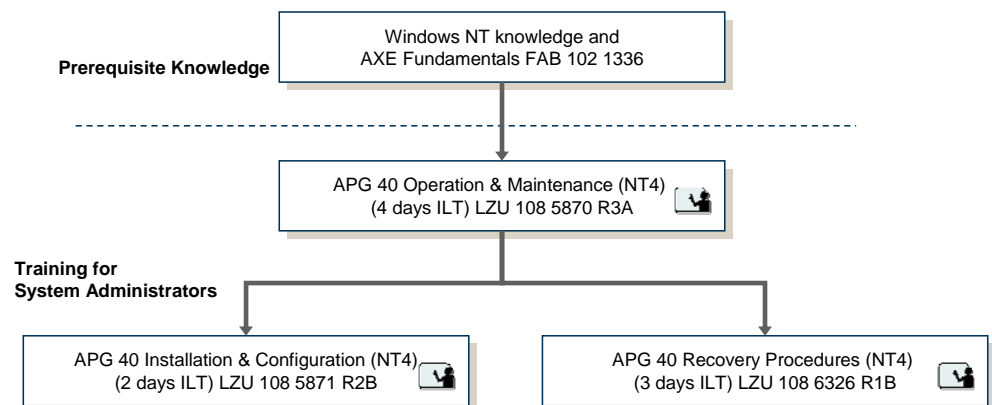 Windows NT knowledge and
AXE Fundamentals FAB 102 1336
Prerequisite Knowledge
APG 40 Operation & Maintenance (NT4)
(4 days ILT) LZU 108 5870 R3A
Training for
System Administrators
APG 40 Installation & Configuration (NT4)
(2 days ILT) LZU 108 5871 R2B
APG 40 Recovery Procedures (NT4)
(3 days ILT) LZU 108 6326 R1B